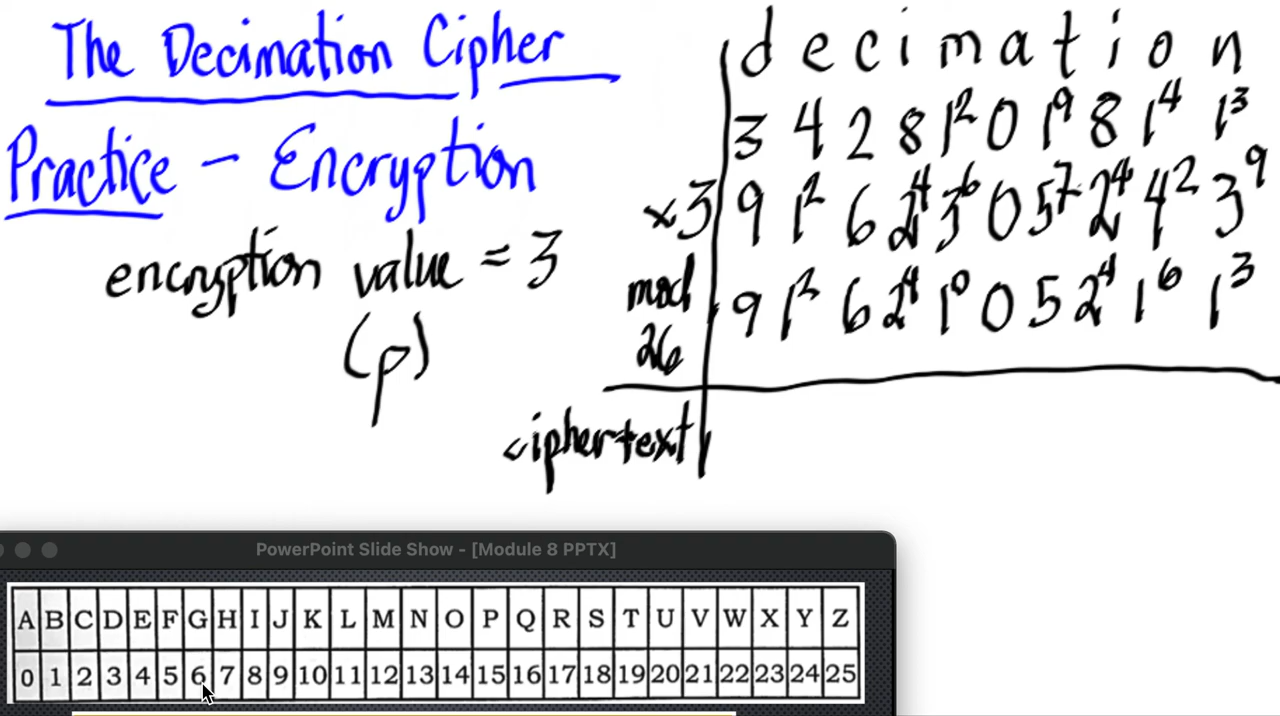 The Decimation Cipher
Practice - Encryption
encryption value = 3
(p)
d e c i m a t i o n
3 4 2 8 12 0 19 8 14 13
x3 9 12 6 24 36 0 57 24 42 39
mod 26 9 12 6 24 10 0 5 24 16 13
ciphertext
PowerPoint Slide Show - [Module 8 PPTX]
A B C D E F G H I J K L M N O P Q R S T U V W X Y Z
0 1 2 3 4 5 6 7 8 9 10 11 12 13 14 15 16 17 18 19 20 21 22 23 24 25